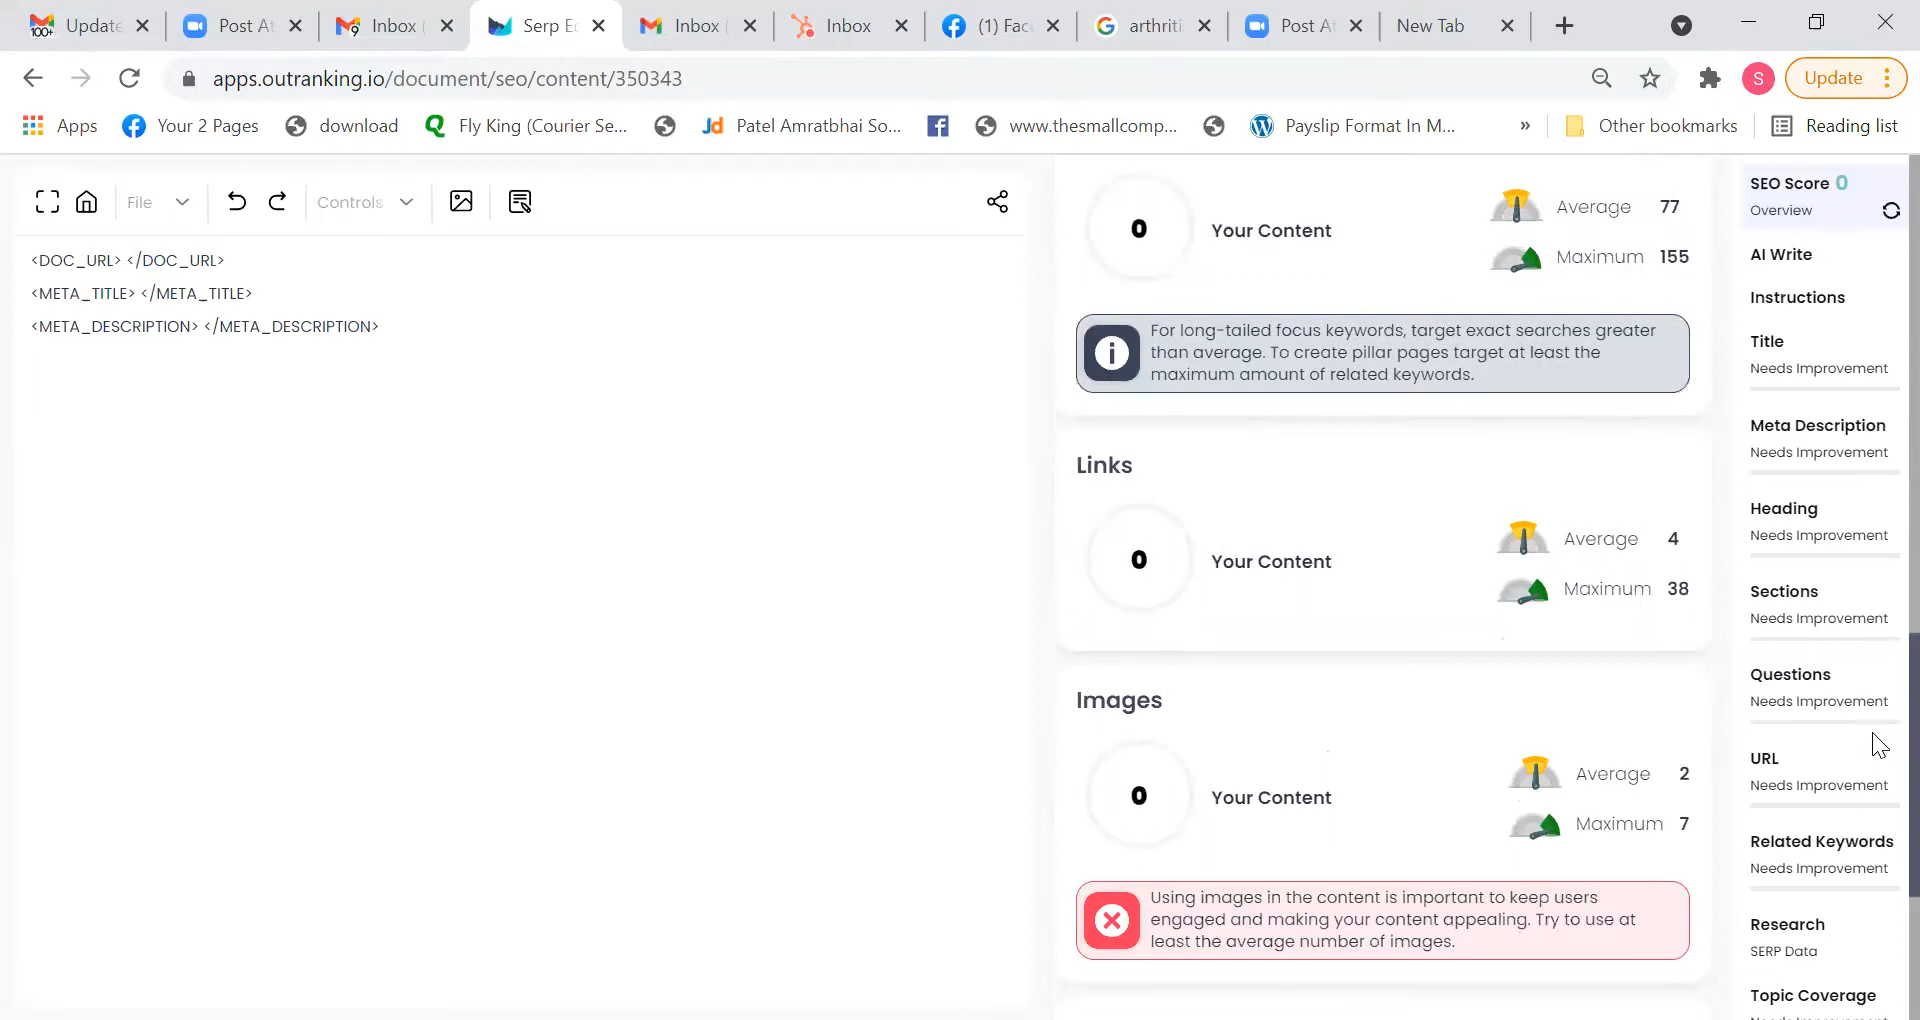 Update
Post At
Inbox (
Serp Ec
Inbox (
Inbox
(1) Fac
arthriti
Post At
New Tab
apps.outranking.io/document/seo/content/350343
S
Update
Apps
Your 2 Pages
download
Fly King (Courier Se...
Jd
Patel Amratbhai So...
www.thesmallcomp...
Payslip Format In M...
»
Other bookmarks
Reading list
File
Controls
<DOC_URL> </DOC_URL>
<META_TITLE> </META_TITLE>
<META_DESCRIPTION> </META_DESCRIPTION>
0
Your Content
Average 77
Maximum 155
For long-tailed focus keywords, target exact searches greater
than average. To create pillar pages target at least the
maximum amount of related keywords.
Links
0
Your Content
Average 4
Maximum 38
Images
0
Your Content
Average 2
Maximum 7
Using images in the content is important to keep users
engaged and making your content appealing. Try to use at
least the average number of images.
SEO Score 0
Overview
AI Write
Instructions
Title
Needs Improvement
Meta Description
Needs Improvement
Heading
Needs Improvement
Sections
Needs Improvement
Questions
Needs Improvement
URL
Needs Improvement
Related Keywords
Needs Improvement
Research
SERP Data
Topic Coverage